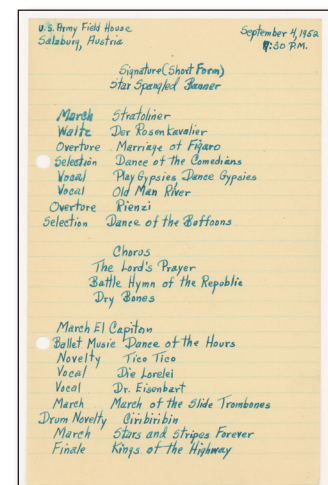 U.S. Army Field House
Salzburg, Austria
September 4, 1952
8:30 P.M.
Signature (Short Form)
Star Spangled Banner
March Stratoliner
Waltz Der Rosenkavalier
Overture Marriage of Figaro
Selection Dance of the Comedians
Vocal Play Gypsies Dance Gypsies
Vocal Old Man River
Overture Rienzi
Selection Dance of the Buffoons
Chorus
The Lord's Prayer
Battle Hymn of the Republic
Dry Bones
March El Capitan
Ballet Music Dance of the Hours
Novelty Tico Tico
Vocal Die Lorelei
Vocal Dr. Eisenbart
March March of the Slide Trombones
Drum Novelty Ciribiribin
March Stars and Stripes Forever
Finale Kings of the Highway